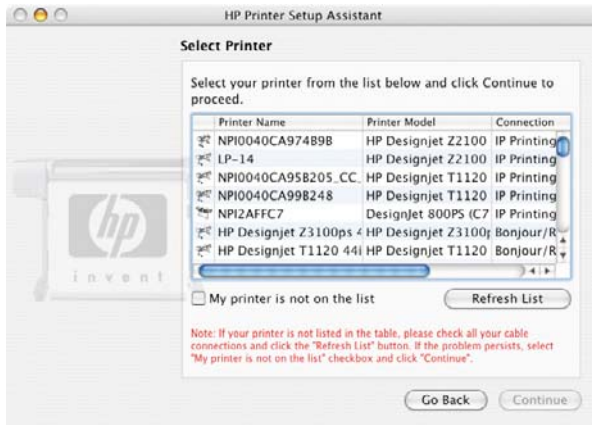 HP Printer Setup Assistant
Select Printer
Select your printer from the list below and click Continue to
proceed.
Printer Name Printer Model Connection
NPI0040CA974B9B HP Designjet Z2100 IP Printing
LP-14 HP Designjet Z2100 IP Printing
NPI0040CA95B205_CC_ HP Designjet T1120 IP Printing
NPI0040CA99B248 HP Designjet T1120 IP Printing
NPI2AFFC7 DesignJet 800PS (C7 IP Printing
HP Designjet Z3100ps 4 HP Designjet Z3100p Bonjour/R
HP Designjet T1120 44i HP Designjet T1120 Bonjour/R
hp
invent
My printer is not on the list Refresh List
Note: If your printer is not listed in the table, please check all your cable
connections and click the "Refresh List" button. If the problem persists, select
"My printer is not on the list" checkbox and click "Continue".
Go Back Continue